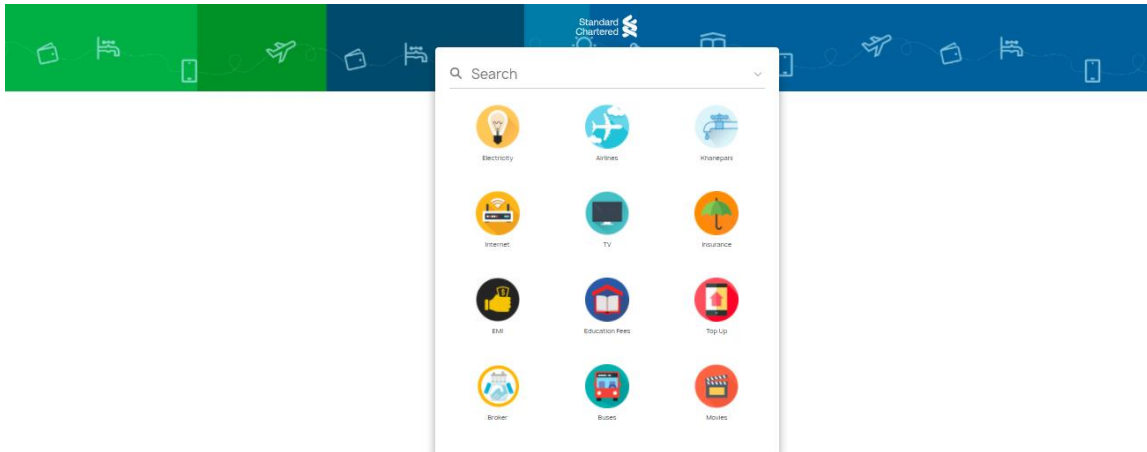 Standard
Chartered
Search
Electricity
Airlines
Khanepani
Internet
TV
Insurance
EMI
Education Fees
Top Up
Broker
Buses
Movies